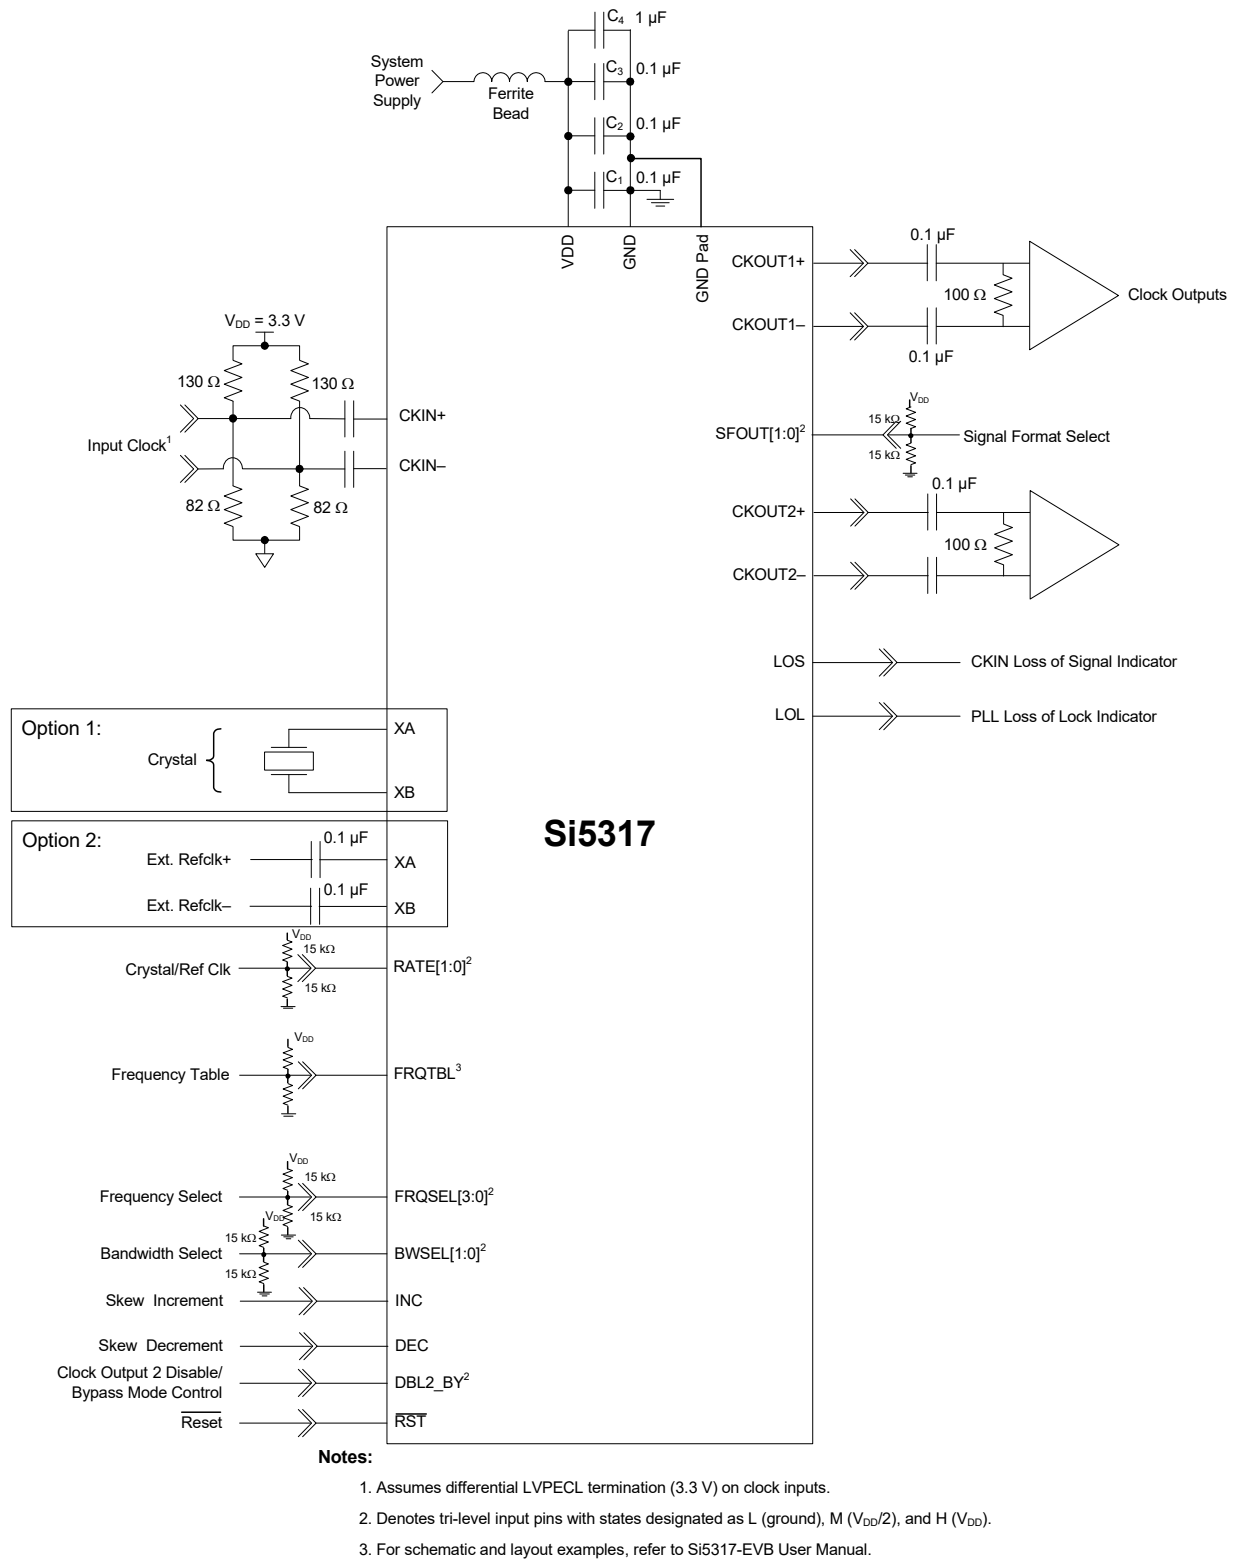 C4 1 µF
System
Power
Supply
Ferrite
Bead
C3 0.1 µF
C2 0.1 µF
C1 0.1 µF
VDD
GND
GND Pad
VDD = 3.3 V
130 Ω
130 Ω
Input Clock1
82 Ω
82 Ω
CKIN+
CKIN–
CKOUT1+
0.1 µF
100 Ω
Clock Outputs
CKOUT1–
0.1 µF
SFOUT[1:0]2
VDD
15 kΩ
15 kΩ
Signal Format Select
CKOUT2+
0.1 µF
100 Ω
CKOUT2–
LOS
CKIN Loss of Signal Indicator
LOL
PLL Loss of Lock Indicator
Option 1:
Crystal
XA
XB
Si5317
Option 2:
Ext. Refclk+
0.1 µF
XA
Ext. Refclk–
0.1 µF
XB
Crystal/Ref Clk
VDD
15 kΩ
15 kΩ
RATE[1:0]2
Frequency Table
VDD
FRQTBL3
Frequency Select
VDD
15 kΩ
15 kΩ
FRQSEL[3:0]2
Bandwidth Select
VDD
15 kΩ
15 kΩ
BWSEL[1:0]2
Skew Increment
INC
Skew Decrement
DEC
Clock Output 2 Disable/
Bypass Mode Control
DBL2_BY2
Reset
RST
Notes:
1. Assumes differential LVPECL termination (3.3 V) on clock inputs.
2. Denotes tri-level input pins with states designated as L (ground), M (VDD/2), and H (VDD).
3. For schematic and layout examples, refer to Si5317-EVB User Manual.